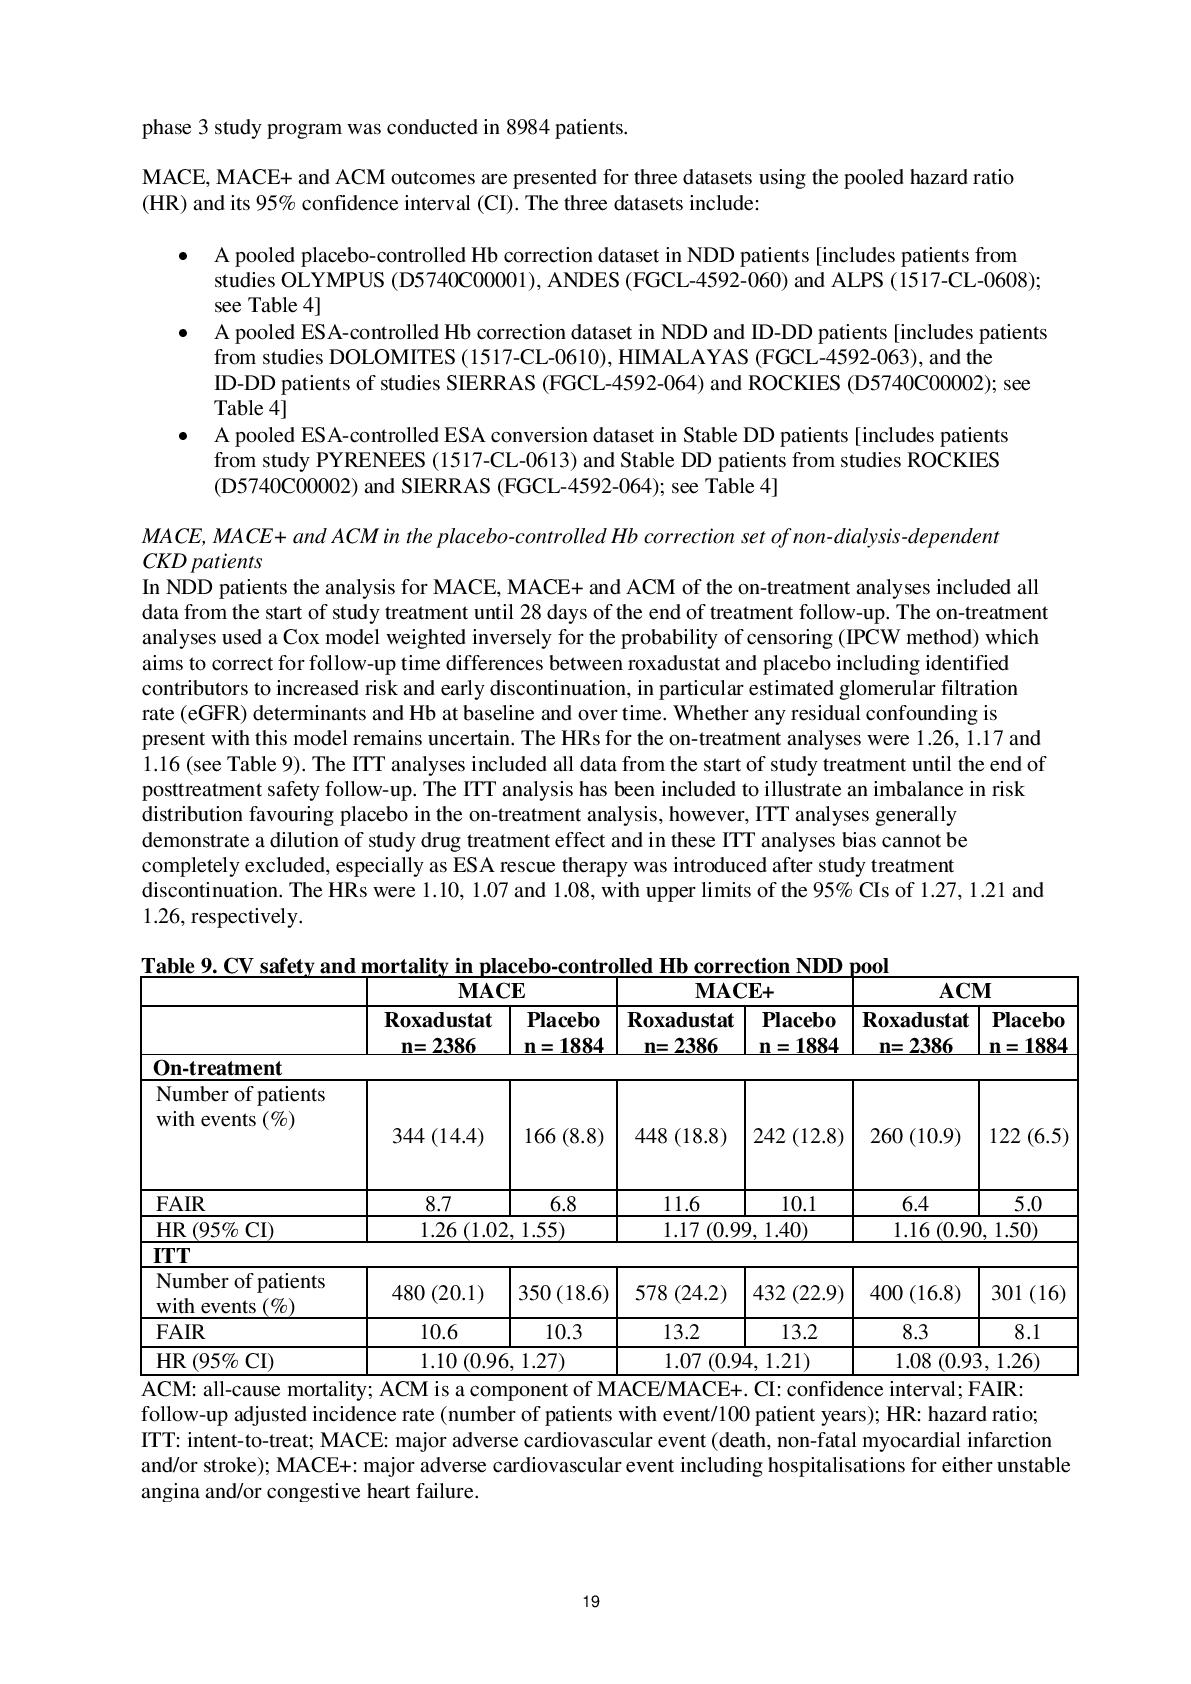 phase 3 study program was conducted in 8984 patients.
MACE, MACE+ and ACM outcomes are presented for three datasets using the pooled hazard ratio
(HR) and its 95% confidence interval (CI). The three datasets include:
• A pooled placebo-controlled Hb correction dataset in NDD patients [includes patients from
studies OLYMPUS (D5740C00001), ANDES (FGCL-4592-060) and ALPS (1517-CL-0608);
see Table 4]
• A pooled ESA-controlled Hb correction dataset in NDD and ID-DD patients [includes patients
from studies DOLOMITES (1517-CL-0610), HIMALAYAS (FGCL-4592-063), and the
ID-DD patients of studies SIERRAS (FGCL-4592-064) and ROCKIES (D5740C00002); see
Table 4]
• A pooled ESA-controlled ESA conversion dataset in Stable DD patients [includes patients
from study PYRENEES (1517-CL-0613) and Stable DD patients from studies ROCKIES
(D5740C00002) and SIERRAS (FGCL-4592-064); see Table 4]
MACE, MACE+ and ACM in the placebo-controlled Hb correction set of non-dialysis-dependent
CKD patients
In NDD patients the analysis for MACE, MACE+ and ACM of the on-treatment analyses included all
data from the start of study treatment until 28 days of the end of treatment follow-up. The on-treatment
analyses used a Cox model weighted inversely for the probability of censoring (IPCW method) which
aims to correct for follow-up time differences between roxadustat and placebo including identified
contributors to increased risk and early discontinuation, in particular estimated glomerular filtration
rate (eGFR) determinants and Hb at baseline and over time. Whether any residual confounding is
present with this model remains uncertain. The HRs for the on-treatment analyses were 1.26, 1.17 and
1.16 (see Table 9). The ITT analyses included all data from the start of study treatment until the end of
posttreatment safety follow-up. The ITT analysis has been included to illustrate an imbalance in risk
distribution favouring placebo in the on-treatment analysis, however, ITT analyses generally
demonstrate a dilution of study drug treatment effect and in these ITT analyses bias cannot be
completely excluded, especially as ESA rescue therapy was introduced after study treatment
discontinuation. The HRs were 1.10, 1.07 and 1.08, with upper limits of the 95% CIs of 1.27, 1.21 and
1.26, respectively.
Table 9. CV safety and mortality in placebo-controlled Hb correction NDD pool
MACE MACE+ ACM
Roxadustat Placebo Roxadustat Placebo Roxadustat Placebo
n= 2386 n = 1884 n= 2386 n = 1884 n= 2386 n = 1884
On-treatment
Number of patients
with events (%)
344 (14.4) 166 (8.8) 448 (18.8) 242 (12.8) 260 (10.9) 122 (6.5)
FAIR 8.7 6.8 11.6 10.1 6.4 5.0
HR (95% CI) 1.26 (1.02, 1.55) 1.17 (0.99, 1.40) 1.16 (0.90, 1.50)
ITT
Number of patients
with events (%)
480 (20.1) 350 (18.6) 578 (24.2) 432 (22.9) 400 (16.8) 301 (16)
FAIR 10.6 10.3 13.2 13.2 8.3 8.1
HR (95% CI) 1.10 (0.96, 1.27) 1.07 (0.94, 1.21) 1.08 (0.93, 1.26)
ACM: all-cause mortality; ACM is a component of MACE/MACE+. CI: confidence interval; FAIR:
follow-up adjusted incidence rate (number of patients with event/100 patient years); HR: hazard ratio;
ITT: intent-to-treat; MACE: major adverse cardiovascular event (death, non-fatal myocardial infarction
and/or stroke); MACE+: major adverse cardiovascular event including hospitalisations for either unstable
angina and/or congestive heart failure.
19